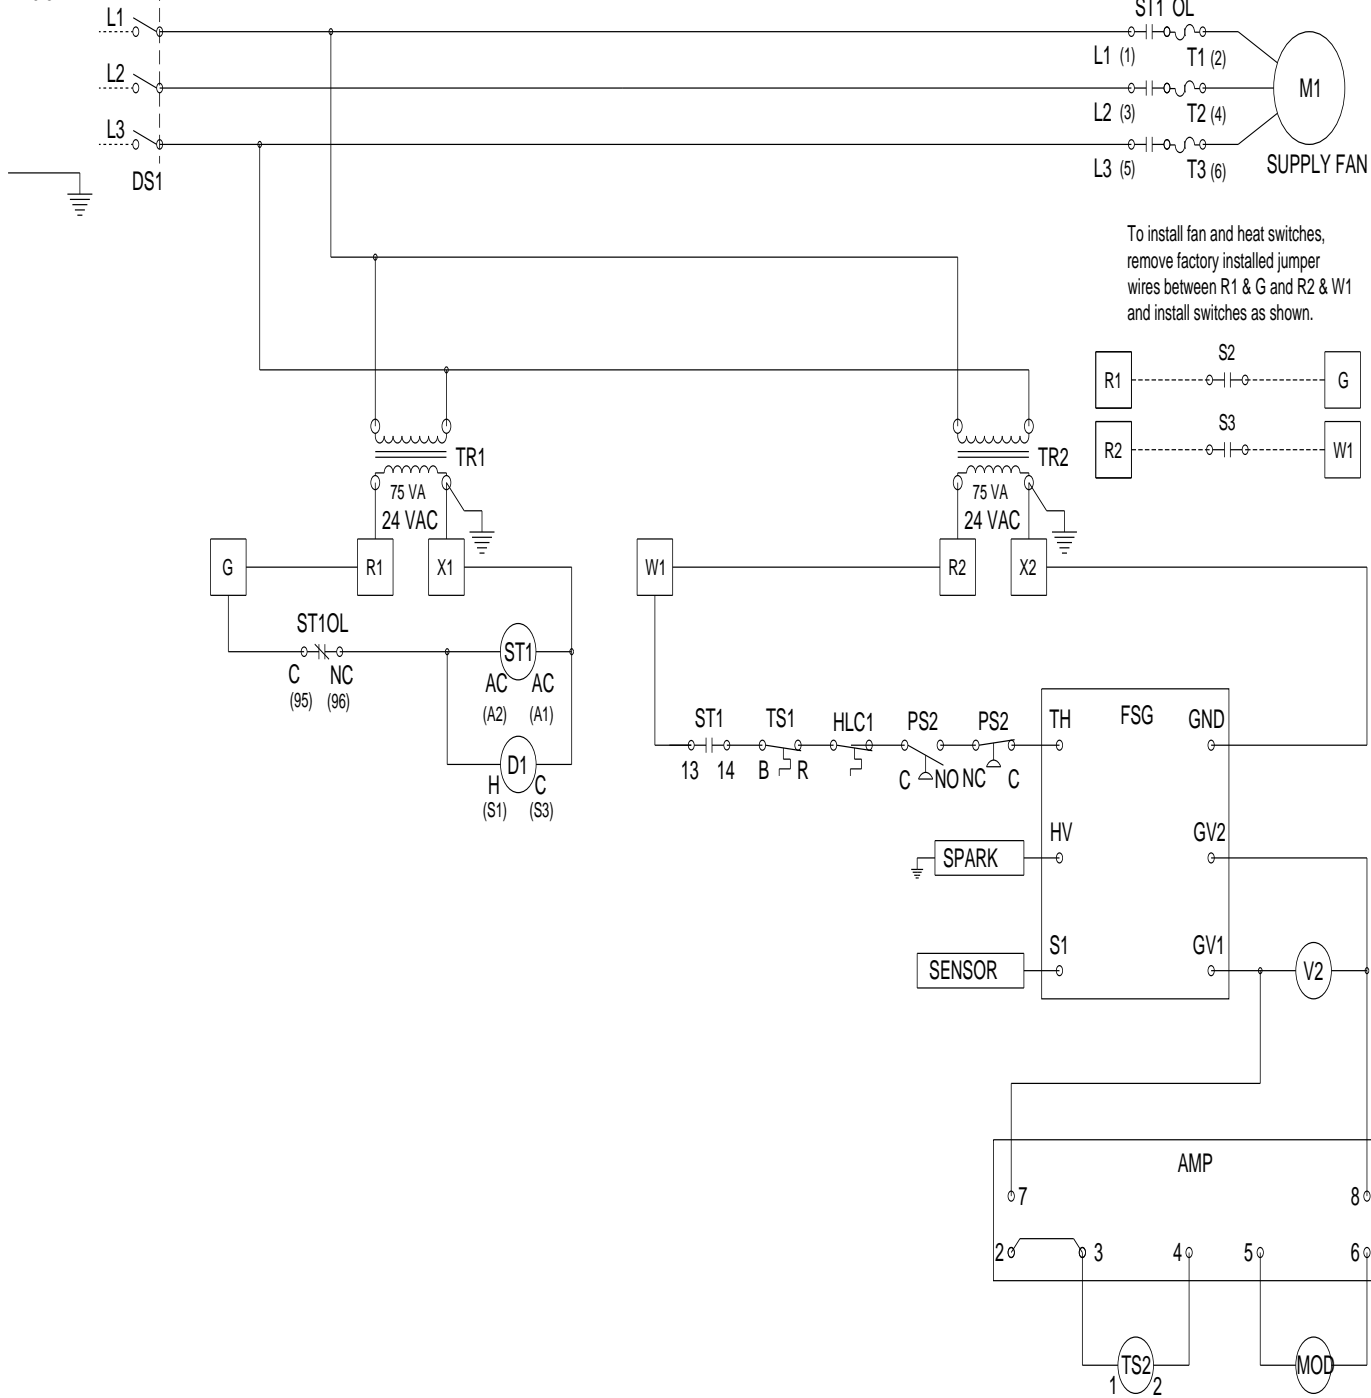 ST1 OL
L1
L1 (1)
T1 (2)
L2
M1
L2 (3)
T2 (4)
L3
L3 (5)
T3 (6)
SUPPLY FAN
DS1
To install fan and heat switches,
remove factory installed jumper
wires between R1 & G and R2 & W1
and install switches as shown.
S2
R1
G
S3
R2
W1
TR1
TR2
75 VA
24 VAC
75 VA
24 VAC
G
R1
X1
W1
R2
X2
ST1OL
C
NC
(95)
(96)
ST1
AC
AC
(A2)
(A1)
D1
H
C
(S1)
(S3)
ST1
TS1
HLC1
PS2
PS2
13
14
B
R
C
NO
NC
C
TH
FSG
GND
HV
GV2
SPARK
S1
GV1
SENSOR
V2
AMP
7
8
2
3
4
5
6
TS2
1
2
MOD